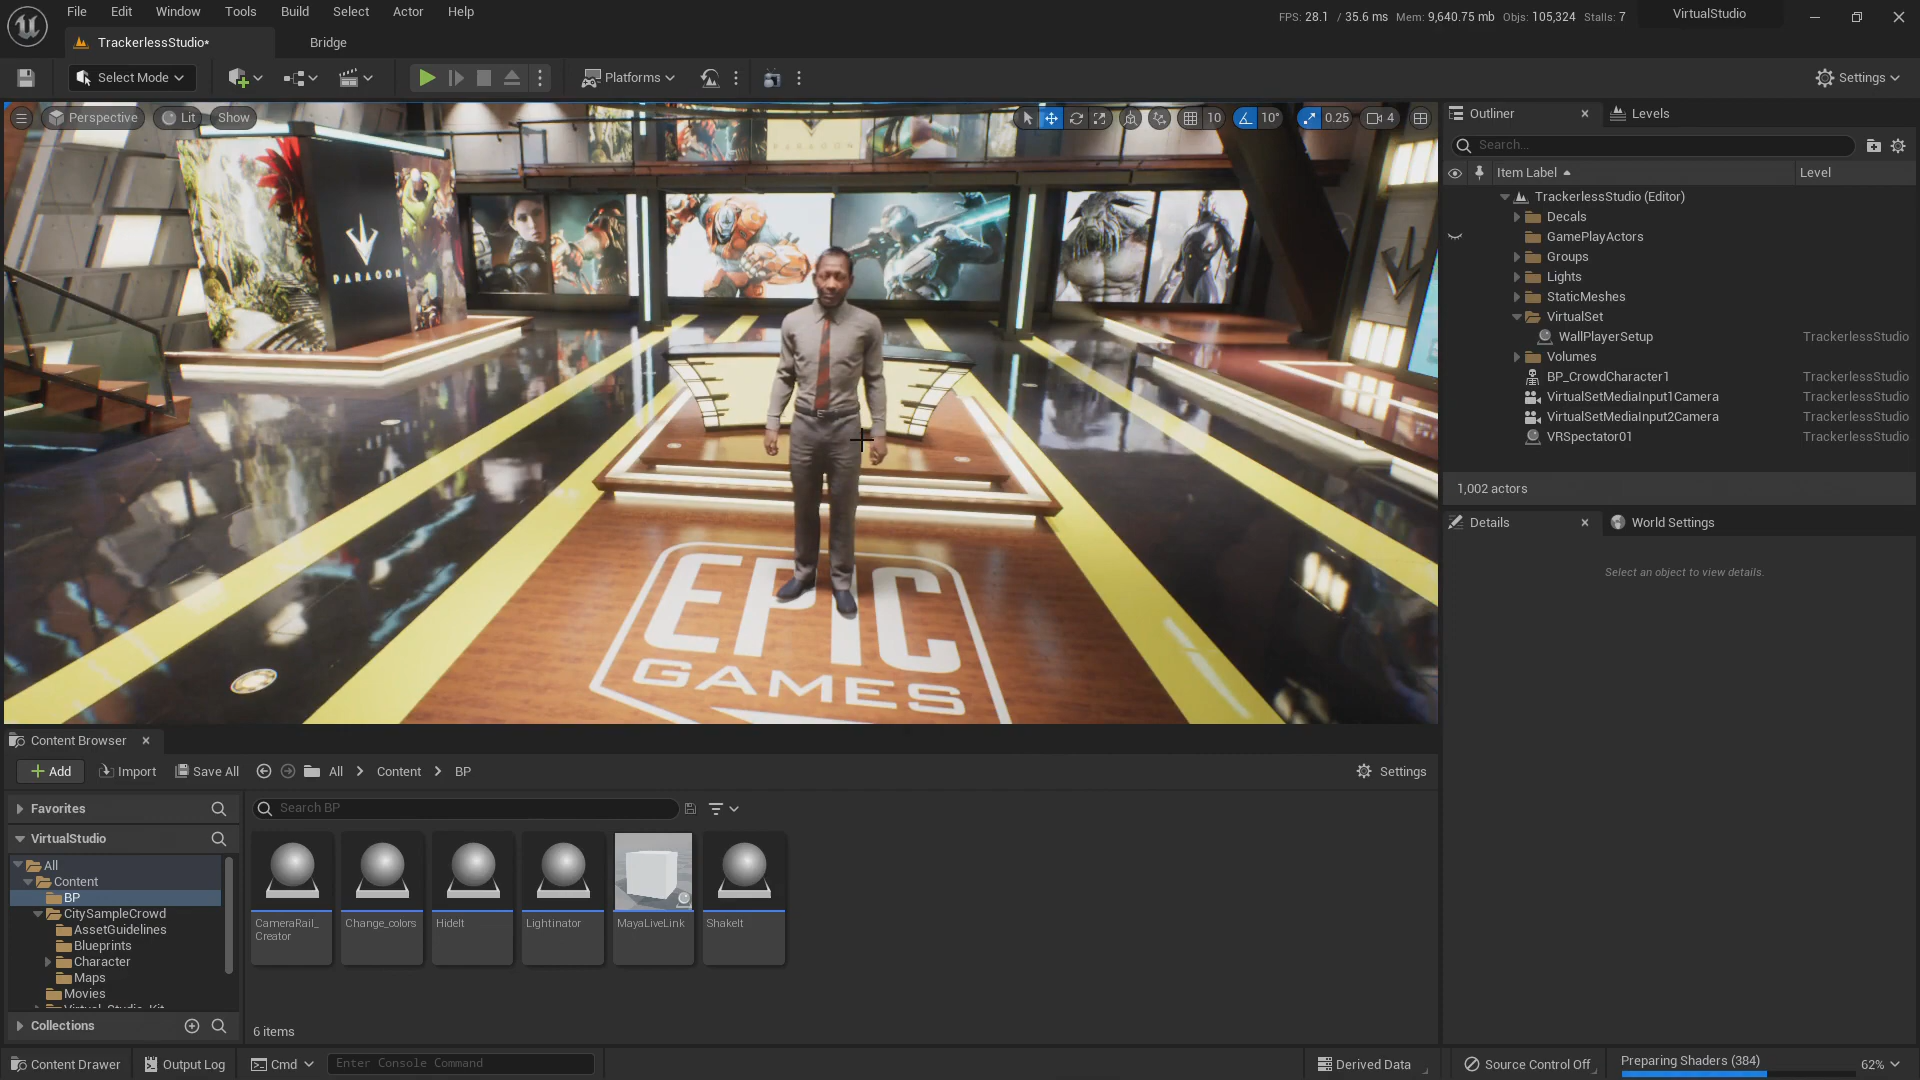 File Edit Window Tools Build Select Actor Help
FPS: 28.1 / 35.6 ms Mem: 9,640.75 mb Objs: 105,324 Stalls: 7
VirtualStudio
TrackerlessStudio*
Bridge
Select Mode
Platforms
Settings
Perspective
Lit
Show
10
10°
0.25
4
PARAGON
PARAGON
EPIC
GAMES
Outliner
Levels
Search...
Item Label
Level
TrackerlessStudio (Editor)
Decals
GamePlayActors
Groups
Lights
StaticMeshes
VirtualSet
WallPlayerSetup TrackerlessStudio
Volumes
BP_CrowdCharacter1 TrackerlessStudio
VirtualSetMediaInput1Camera TrackerlessStudio
VirtualSetMediaInput2Camera TrackerlessStudio
VRSpectator01 TrackerlessStudio
1,002 actors
Details
World Settings
Select an object to view details.
Content Browser
Add
Import
Save All
All
Content
BP
Settings
Favorites
VirtualStudio
All
Content
BP
CitySampleCrowd
AssetGuidelines
Blueprints
Character
Maps
Movies
Collections
Search BP
CameraRail_
Creator
Change_colors
HideIt
Lightinator
MayaLiveLink
ShakeIt
6 items
Content Drawer
Output Log
Cmd
Enter Console Command
Derived Data
Source Control Off
Preparing Shaders (384)
62%